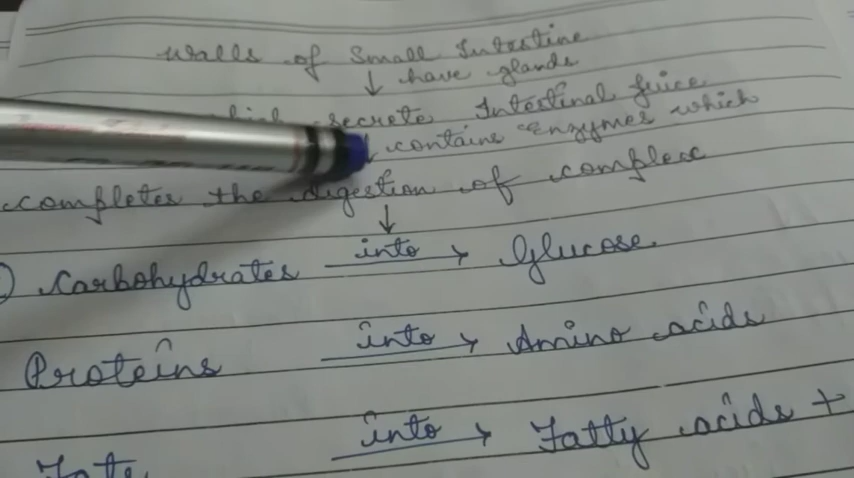 walls of Small Intestine
↓ have glands
secrete Intestinal juice
contains enzymes which
completes the digestion of complex
↓
Carbohydrates into → Glucose.
Proteins into → Amino acids
Fats into → Fatty acids +